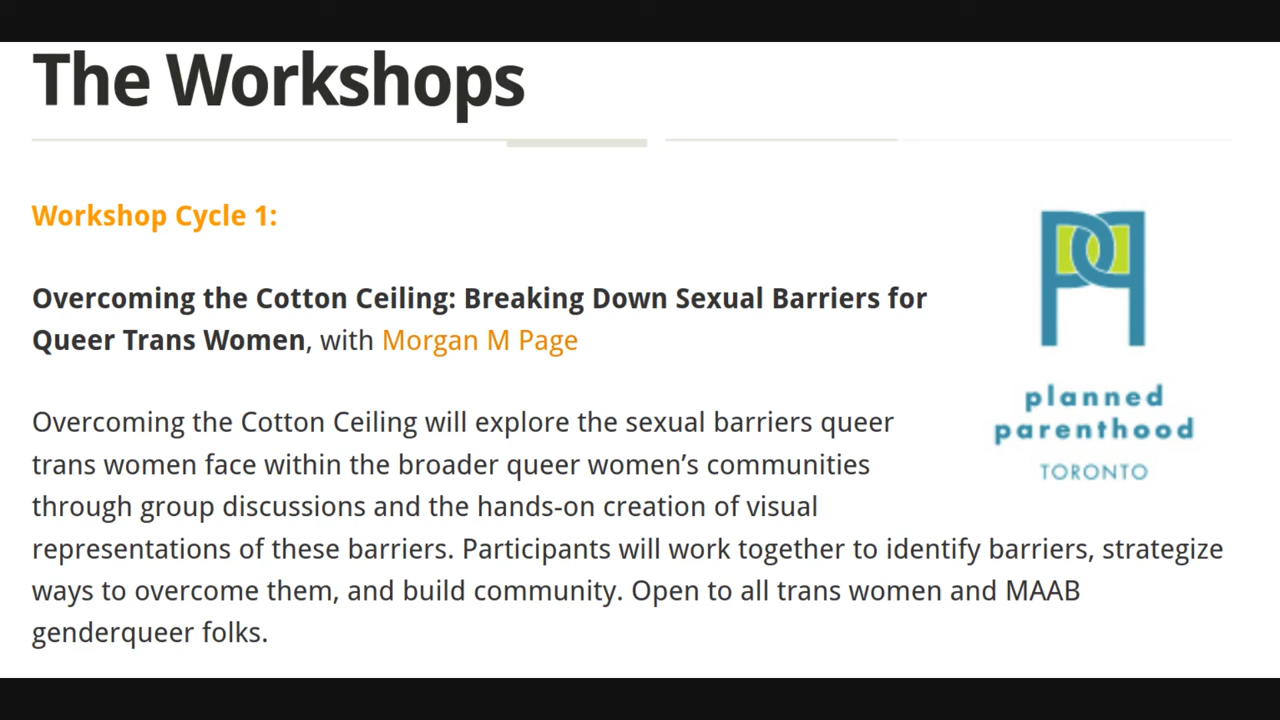 The Workshops
Workshop Cycle 1:
Overcoming the Cotton Ceiling: Breaking Down Sexual Barriers for
Queer Trans Women, with Morgan M Page
Overcoming the Cotton Ceiling will explore the sexual barriers queer
trans women face within the broader queer women’s communities
through group discussions and the hands-on creation of visual
representations of these barriers. Participants will work together to identify barriers, strategize
ways to overcome them, and build community. Open to all trans women and MAAB
genderqueer folks.
planned
parenthood
TORONTO